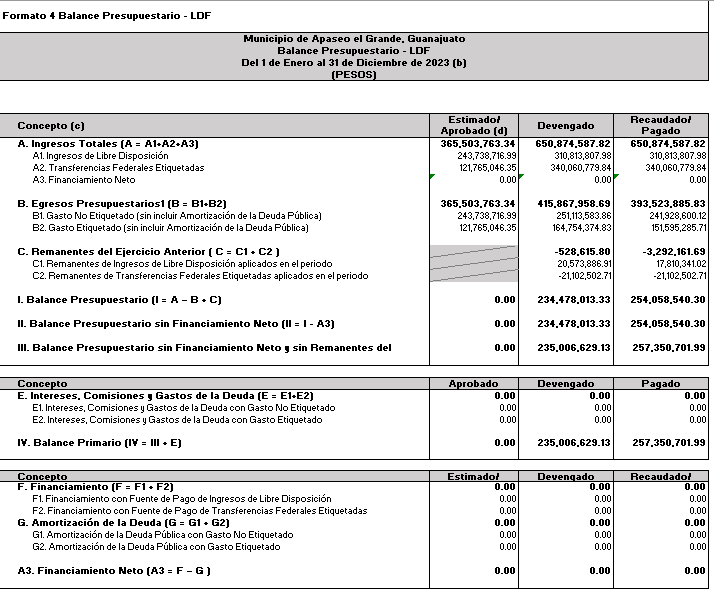 Formato 4 Balance Presupuestario - LDF
Municipio de Apaseo el Grande, Guanajuato
Balance Presupuestario - LDF
Del 1 de Enero al 31 de Diciembre de 2023 (b)
(PESOS)
Concepto (c) Estimado/ Aprobado (d) Devengado Recaudado/ Pagado
A. Ingresos Totales (A = A1+A2+A3) 365,503,763.34 650,874,587.82 650,874,587.82
A1. Ingresos de Libre Disposición 243,738,716.99 310,813,807.98 310,813,807.98
A2. Transferencias Federales Etiquetadas 121,765,046.35 340,060,779.84 340,060,779.84
A3. Financiamiento Neto 0.00 0.00 0.00
B. Egresos Presupuestarios1 (B = B1+B2) 365,503,763.34 415,867,958.69 393,523,885.83
B1. Gasto No Etiquetado (sin incluir Amortización de la Deuda Pública) 243,738,716.99 251,113,583.86 241,928,600.12
B2. Gasto Etiquetado (sin incluir Amortización de la Deuda Pública) 121,765,046.35 164,754,374.83 151,595,285.71
C. Remanentes del Ejercicio Anterior ( C = C1 + C2 ) -528,615.80 -3,292,161.69
C1. Remanentes de Ingresos de Libre Disposición aplicados en el periodo 20,573,886.91 17,810,341.02
C2. Remanentes de Transferencias Federales Etiquetadas aplicados en el periodo -21,102,502.71 -21,102,502.71
I. Balance Presupuestario (I = A – B + C) 0.00 234,478,013.33 254,058,540.30
II. Balance Presupuestario sin Financiamiento Neto (II = I - A3) 0.00 234,478,013.33 254,058,540.30
III. Balance Presupuestario sin Financiamiento Neto y sin Remanentes del 0.00 235,006,629.13 257,350,701.99
Concepto Aprobado Devengado Pagado
E. Intereses, Comisiones y Gastos de la Deuda (E = E1+E2) 0.00 0.00 0.00
E1. Intereses, Comisiones y Gastos de la Deuda con Gasto No Etiquetado 0.00 0.00 0.00
E2. Intereses, Comisiones y Gastos de la Deuda con Gasto Etiquetado 0.00 0.00 0.00
IV. Balance Primario (IV = III + E) 0.00 235,006,629.13 257,350,701.99
Concepto Estimado/ Devengado Recaudado/
F. Financiamiento (F = F1 + F2) 0.00 0.00 0.00
F1. Financiamiento con Fuente de Pago de Ingresos de Libre Disposición 0.00 0.00 0.00
F2. Financiamiento con Fuente de Pago de Transferencias Federales Etiquetadas 0.00 0.00 0.00
G. Amortización de la Deuda (G = G1 + G2) 0.00 0.00 0.00
G1. Amortización de la Deuda Pública con Gasto No Etiquetado 0.00 0.00 0.00
G2. Amortización de la Deuda Pública con Gasto Etiquetado 0.00 0.00 0.00
A3. Financiamiento Neto (A3 = F – G ) 0.00 0.00 0.00